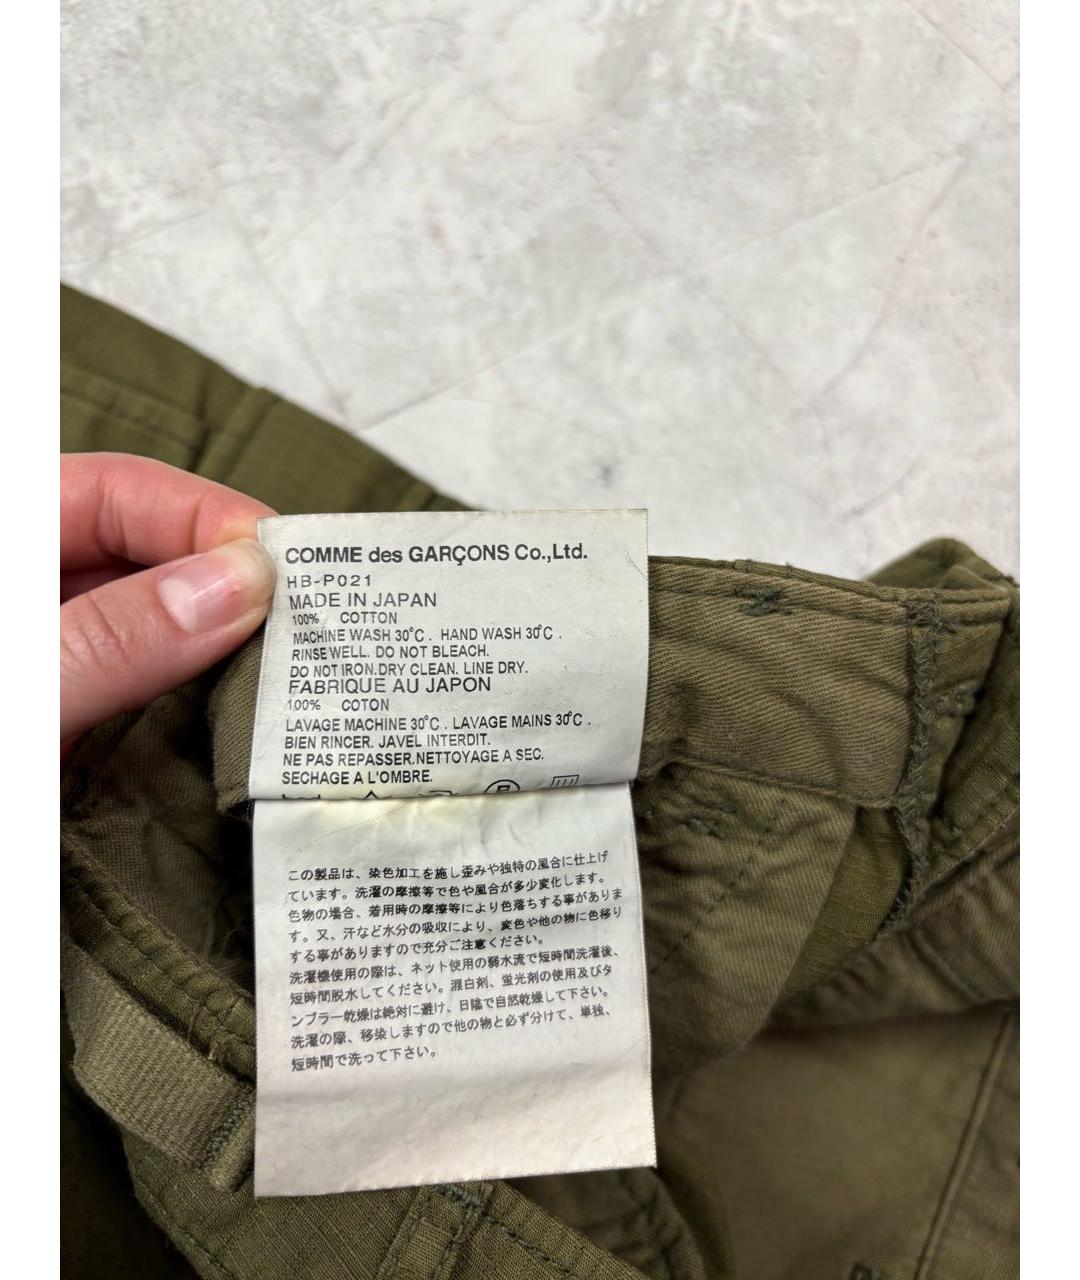 COMME des GARÇONS Co.,Ltd.
HB-P021
MADE IN JAPAN
100% COTTON
MACHINE WASH 30℃ . HAND WASH 30℃ .
RINSE WELL. DO NOT BLEACH.
DO NOT IRON.DRY CLEAN. LINE DRY.
FABRIQUE AU JAPON
100% COTON
LAVAGE MACHINE 30℃ . LAVAGE MAINS 30℃ .
BIEN RINCER. JAVEL INTERDIT.
NE PAS REPASSER.NETTOYAGE A SEC.
SECHAGE A L'OMBRE.
この製品は、染色加工を施し歪みや独特の風合に仕上げ
ています。洗濯の摩擦等で色や風合が多少変化します。
色物の場合、着用時の摩擦等により色落ちする事がありま
す。又、汗など水分の吸収により、変色や他の物に色移り
する事がありますので充分ご注意ください。
洗濯機使用の際は、ネット使用の弱水流で短時間洗濯後、
短時間脱水してください。漂白剤、蛍光剤の使用及びタ
ンブラー乾燥は絶対に避け、日陰で自然乾燥して下さい。
洗濯の際、移染しますので他の物と必ず分けて、単独、
短時間で洗って下さい。